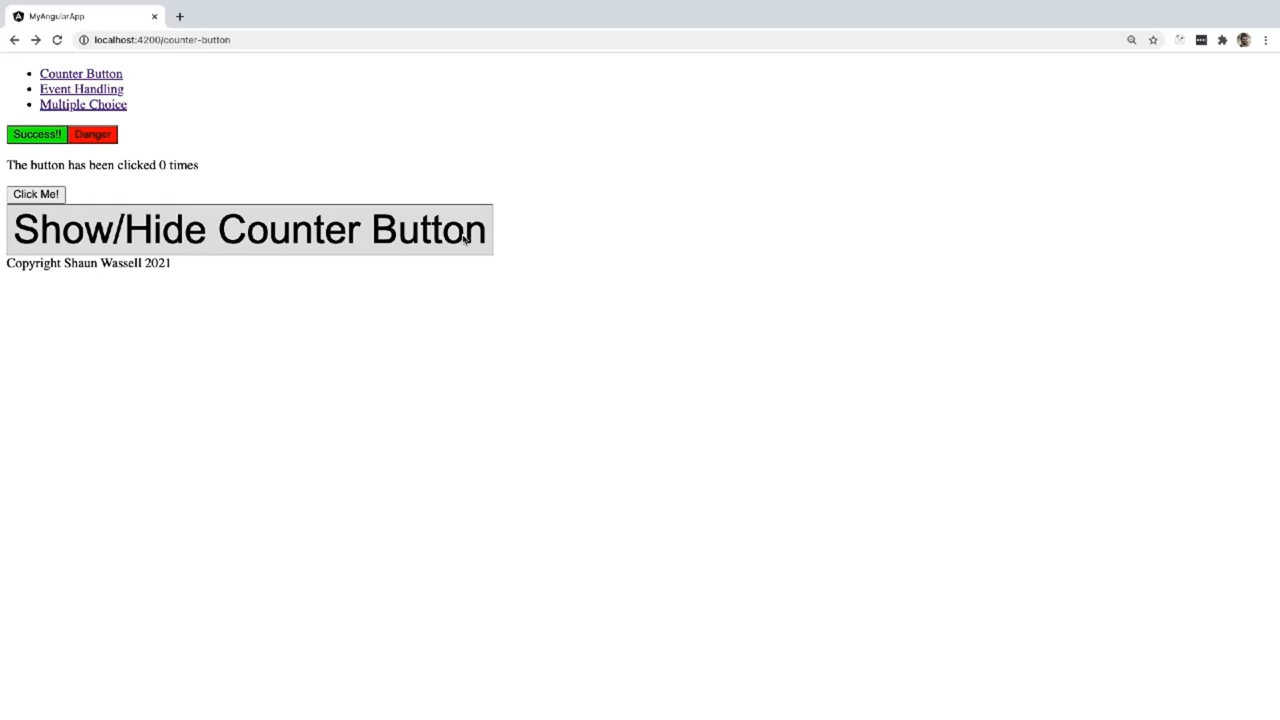 MyAngularApp
localhost:4200/counter-button
Counter Button
Event Handling
Multiple Choice
Success!! Danger
The button has been clicked 0 times
Click Me!
Show/Hide Counter Button
Copyright Shaun Wassell 2021